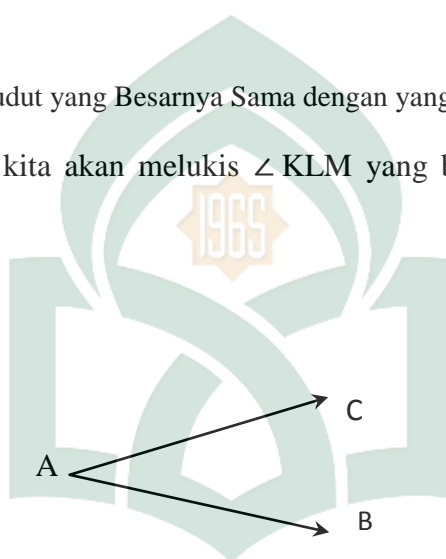 udut yang Besarnya Sama dengan yang
kita akan melukis ∠ KLM yang b
1965
C
A
B